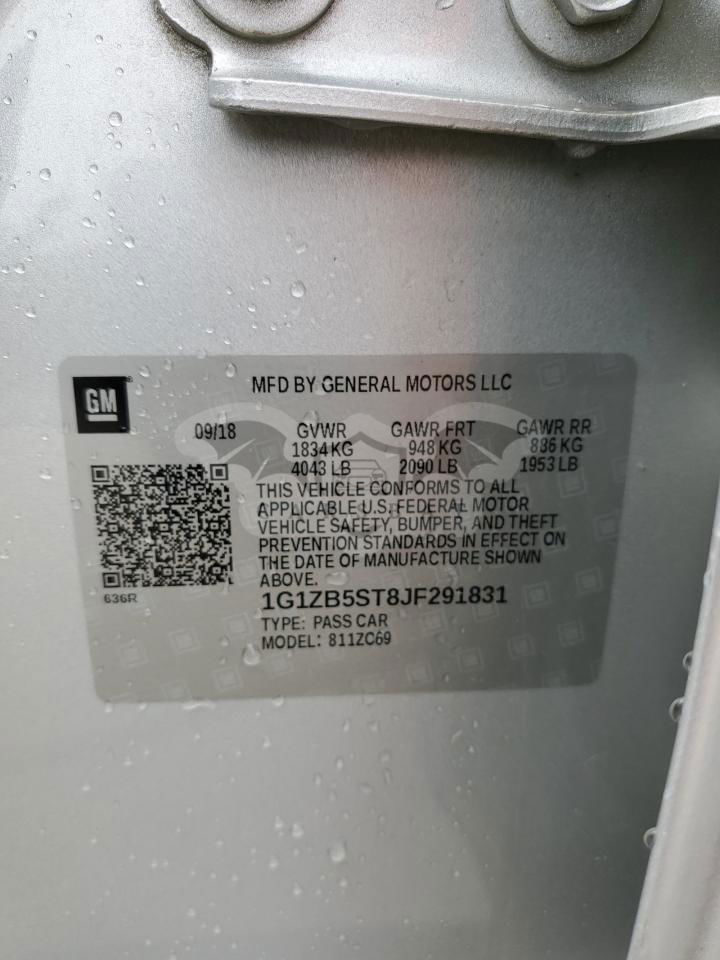 GM
MFD BY GENERAL MOTORS LLC
09/18 GVWR GAWR FRT GAWR RR
1834 KG 948 KG 886 KG
4043 LB 2090 LB 1953 LB
THIS VEHICLE CONFORMS TO ALL
APPLICABLE U.S. FEDERAL MOTOR
VEHICLE SAFETY, BUMPER, AND THEFT
PREVENTION STANDARDS IN EFFECT ON
THE DATE OF MANUFACTURE SHOWN
ABOVE.
636R
1G1ZB5ST8JF291831
TYPE: PASS CAR
MODEL: 811ZC69